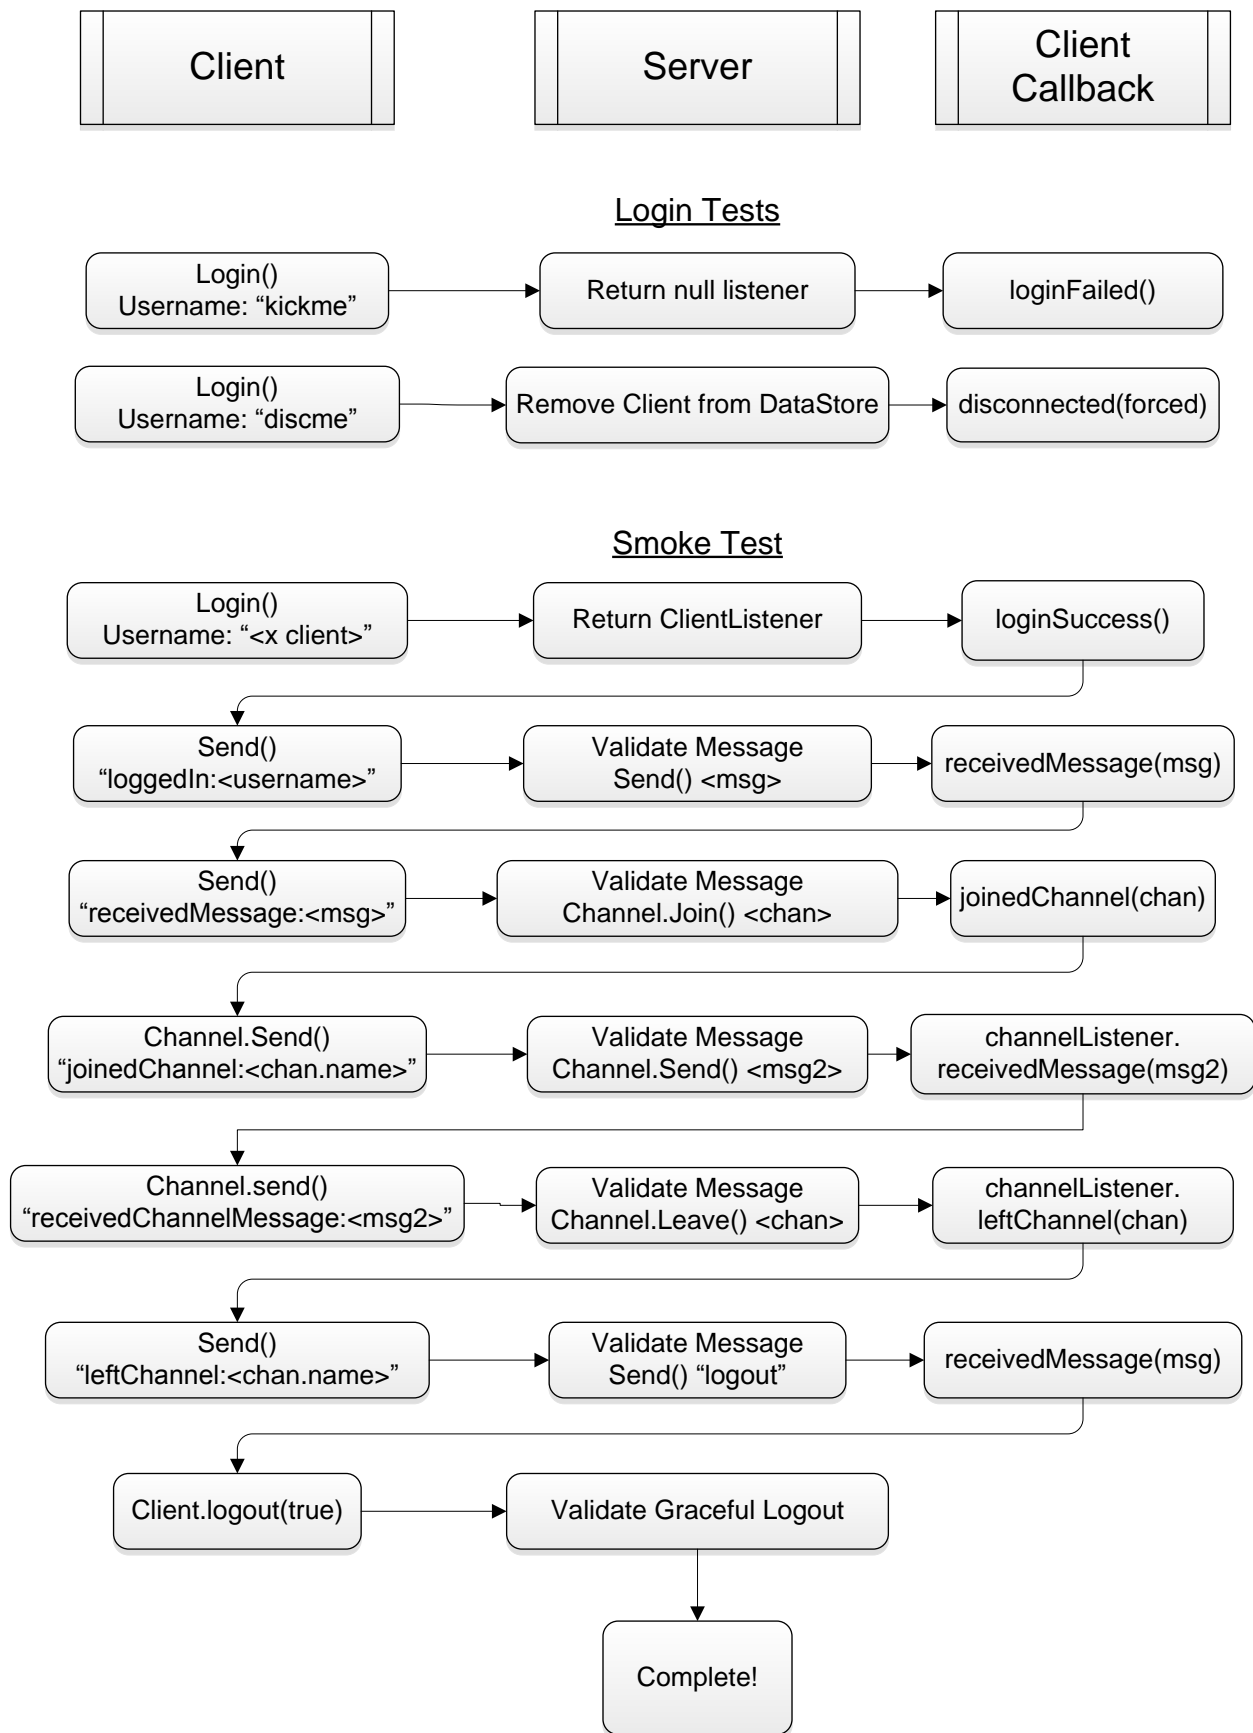 Client
Server
Client
Callback
Login Tests
Login()
Username: “kickme”
Return null listener
loginFailed()
Login()
Username: “discme”
Remove Client from DataStore
disconnected(forced)
Smoke Test
Login()
Username: “<x client>”
Return ClientListener
loginSuccess()
Send()
“loggedIn:<username>”
Validate Message
Send() <msg>
receivedMessage(msg)
Send()
“receivedMessage:<msg>”
Validate Message
Channel.Join() <chan>
joinedChannel(chan)
Channel.Send()
“joinedChannel:<chan.name>”
Validate Message
Channel.Send() <msg2>
channelListener.
receivedMessage(msg2)
Channel.send()
“receivedChannelMessage:<msg2>”
Validate Message
Channel.Leave() <chan>
channelListener.
leftChannel(chan)
Send()
“leftChannel:<chan.name>”
Validate Message
Send() “logout”
receivedMessage(msg)
Client.logout(true)
Validate Graceful Logout
Complete!